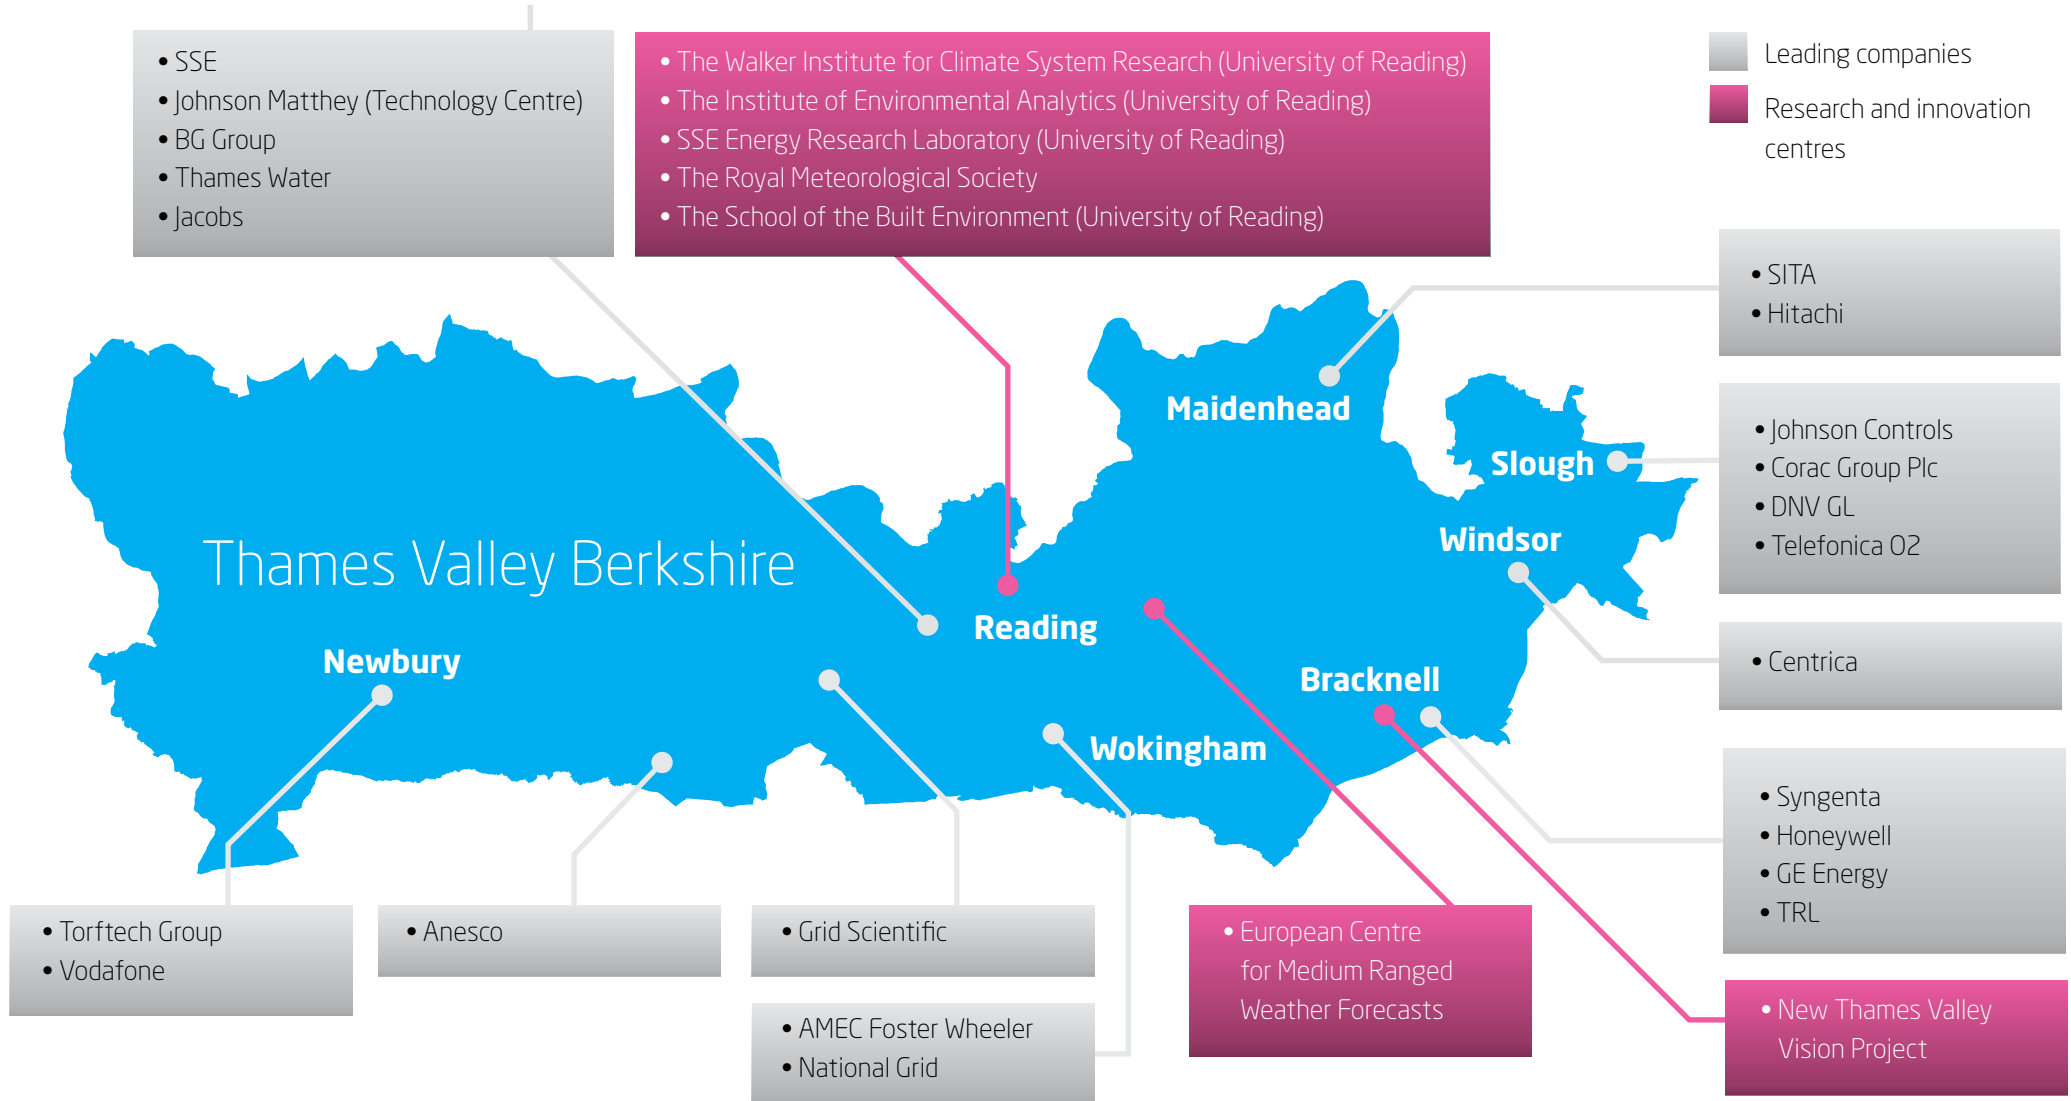 • SSE
• Johnson Matthey (Technology Centre)
• BG Group
• Thames Water
• Jacobs
• The Walker Institute for Climate System Research (University of Reading)
• The Institute of Environmental Analytics (University of Reading)
• SSE Energy Research Laboratory (University of Reading)
• The Royal Meteorological Society
• The School of the Built Environment (University of Reading)
Leading companies
Research and innovation
centres
• SITA
• Hitachi
Maidenhead
• Johnson Controls
• Corac Group Plc
• DNV GL
• Telefonica O2
Slough
Windsor
Thames Valley Berkshire
Reading
Newbury
• Centrica
Bracknell
Wokingham
• Syngenta
• Honeywell
• GE Energy
• TRL
• Torftech Group
• Vodafone
• Anesco
• Grid Scientific
• AMEC Foster Wheeler
• National Grid
• European Centre
for Medium Ranged
Weather Forecasts
• New Thames Valley
Vision Project